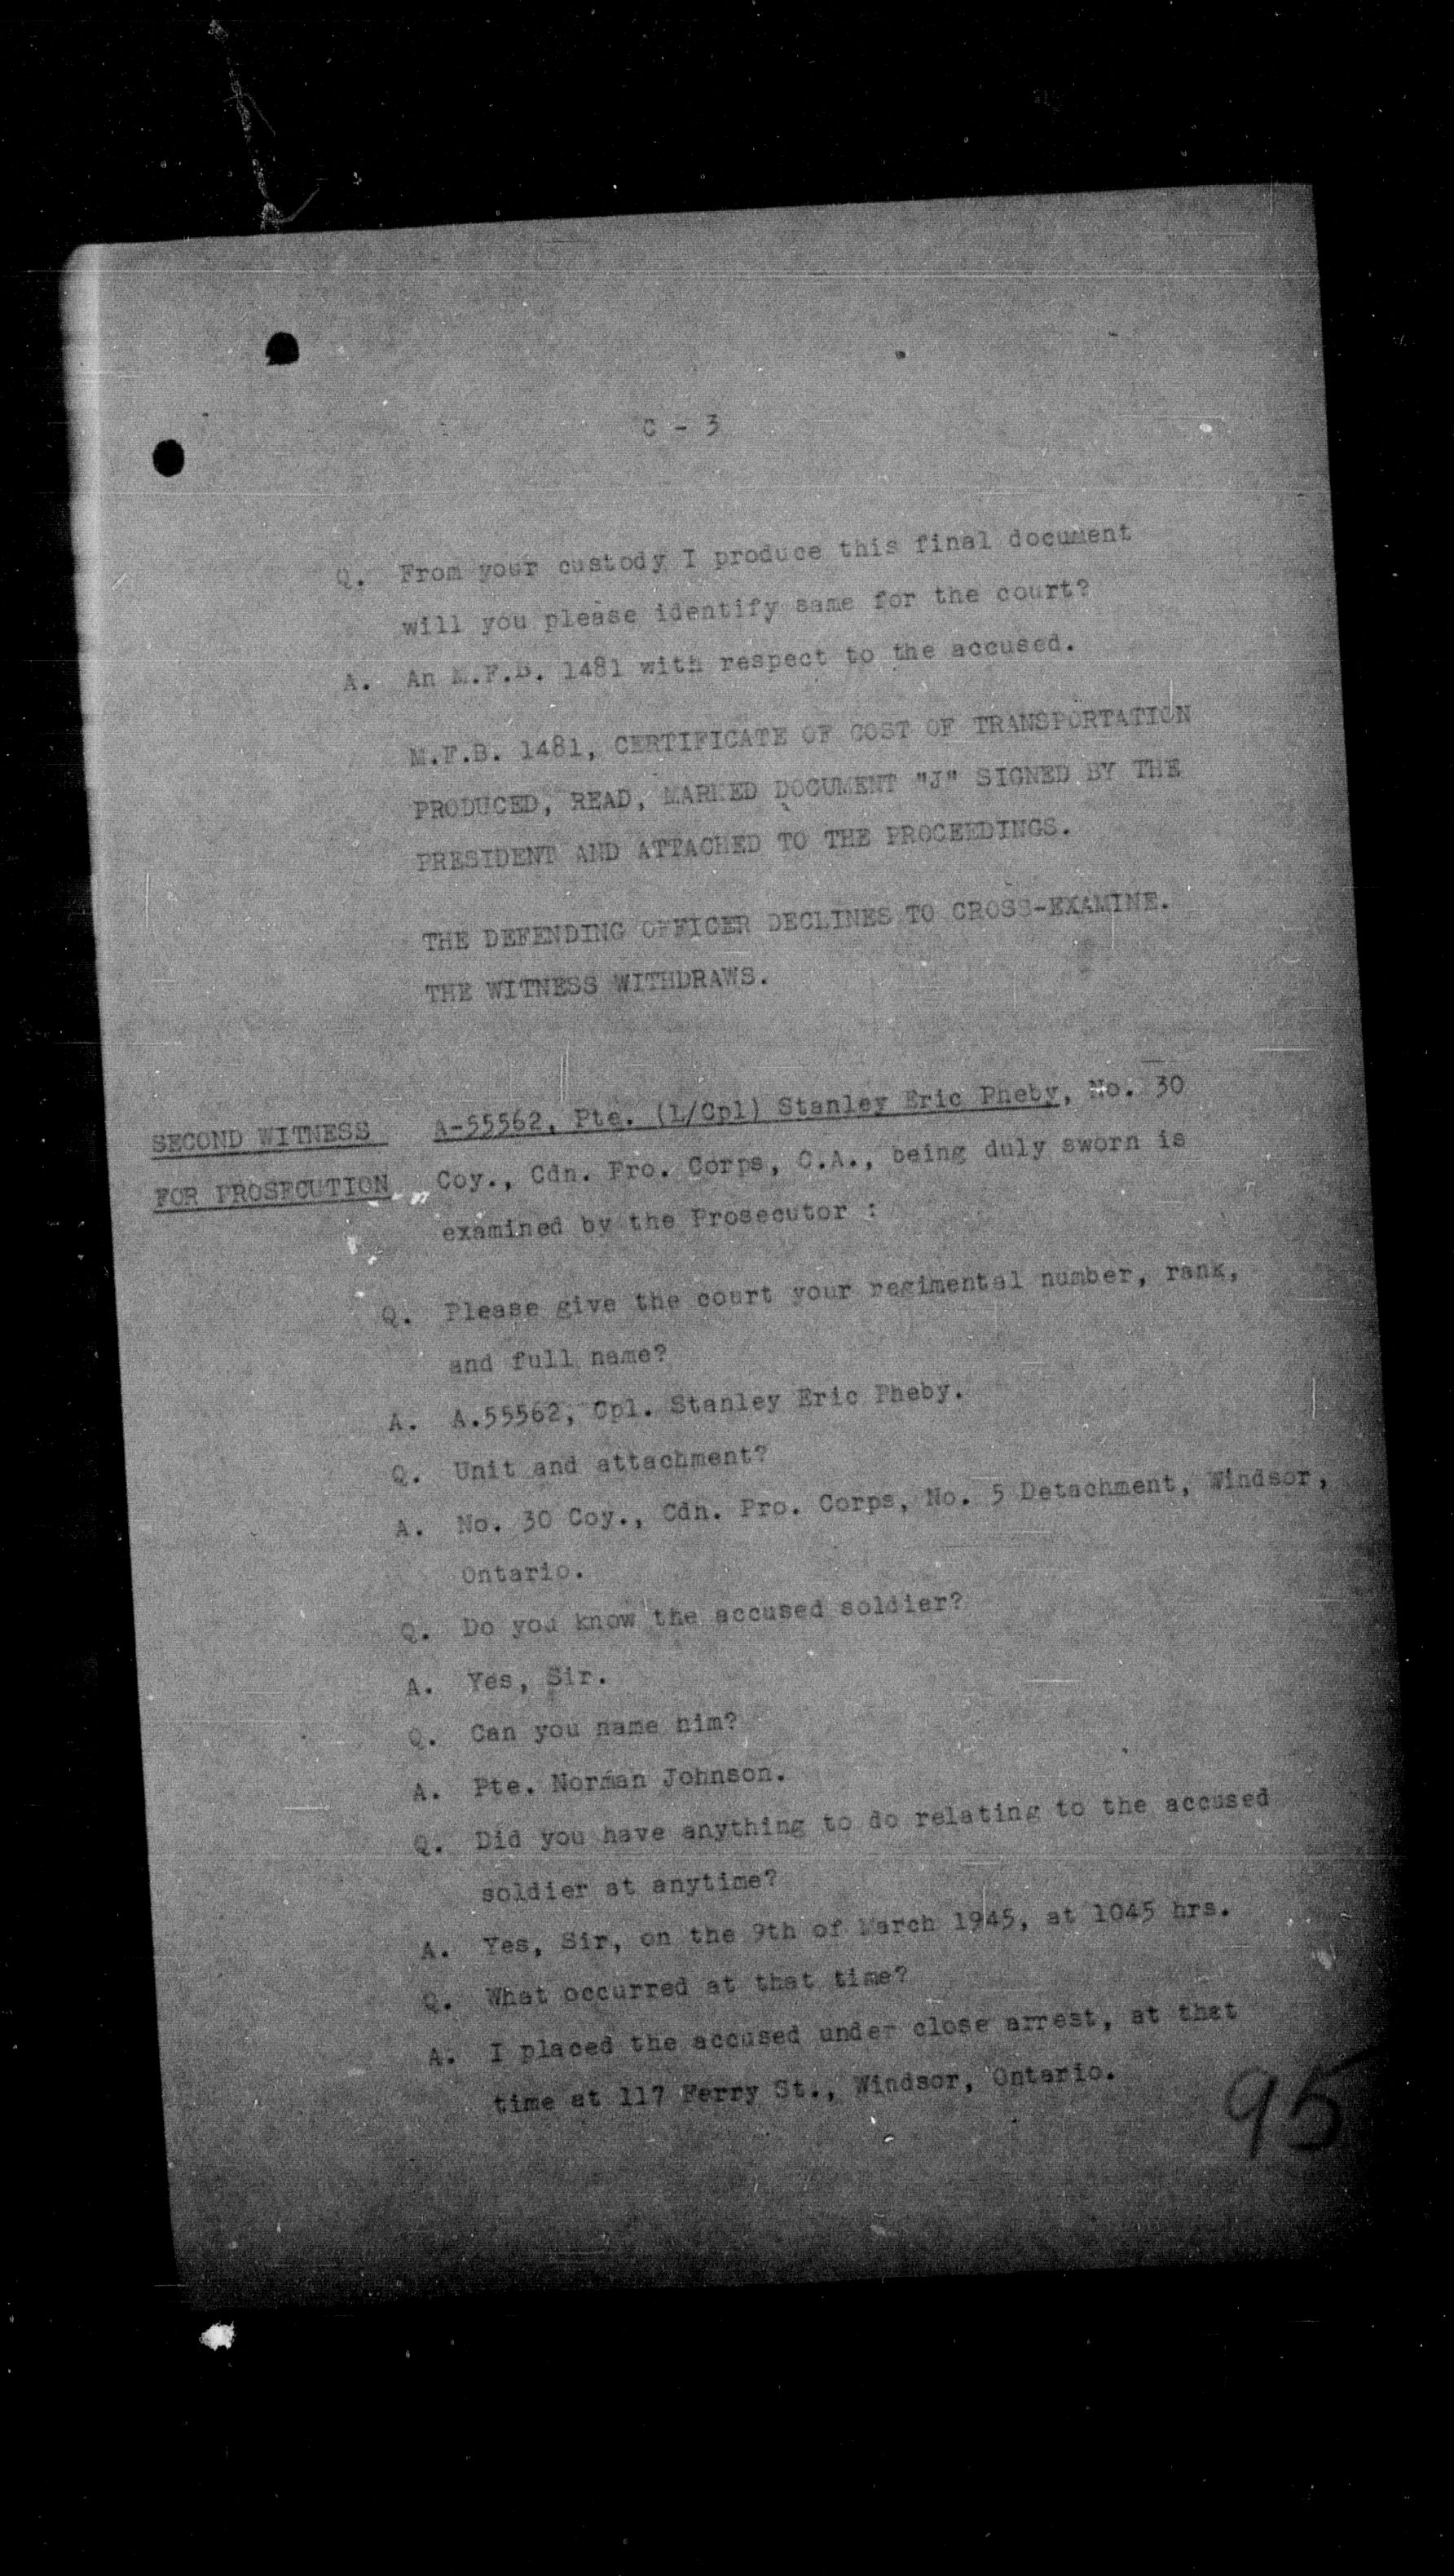 C - 3
Q. From your custody I produce this final document
will you please identify same for the court?
A. An M.F.B. 1481 with respect to the accused.
M.F.B. 1481, CERTIFICATE OF COST OF TRANSPORTATION
PRODUCED, READ, MARKED DOCUMENT "J" SIGNED BY THE
PRESIDENT AND ATTACHED TO THE PROCEEDINGS.
THE DEFENDING OFFICER DECLINES TO CROSS-EXAMINE.
THE WITNESS WITHDRAWS.
SECOND WITNESS A-55562, Pte. (L/Cpl) Stanley Eric Pheby, No. 30
FOR PROSECUTION Coy., Cdn. Pro. Corps, C.A., being duly sworn is
examined by the Prosecutor :
Q. Please give the court your regimental number, rank,
and full name?
A. A.55562, Cpl. Stanley Eric Pheby.
Q. Unit and attachment?
A. No. 30 Coy., Cdn. Pro. Corps, No. 5 Detachment, Windsor,
Ontario.
Q. Do you know the accused soldier?
A. Yes, Sir.
Q. Can you name him?
A. Pte. Norman Johnson.
Q. Did you have anything to do relating to the accused
soldier at anytime?
A. Yes, Sir, on the 9th of March 1945, at 1045 hrs.
Q. What occurred at that time?
A. I placed the accused under close arrest, at that
time at 117 Ferry St., Windsor, Ontario.
95